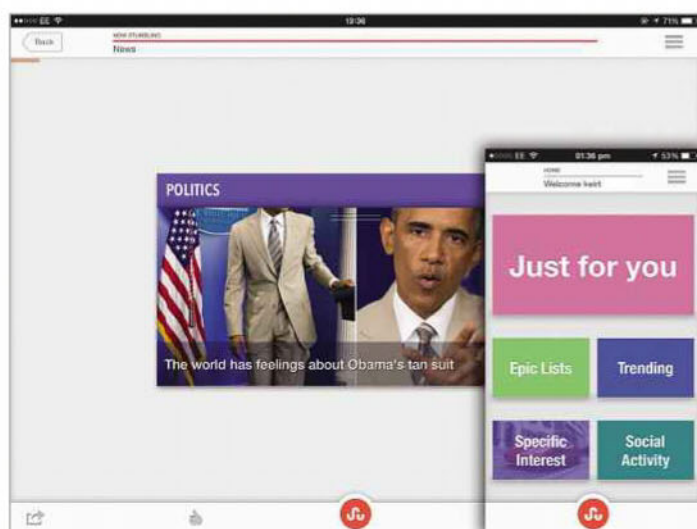 EE 19:36 71%
Back
NOW STUMBLING
News
POLITICS
The world has feelings about Obama's tan suit
EE 01:36 pm 53%
HOME
Welcome keirt
Just for you
Epic Lists
Trending
Specific
Interest
Social
Activity